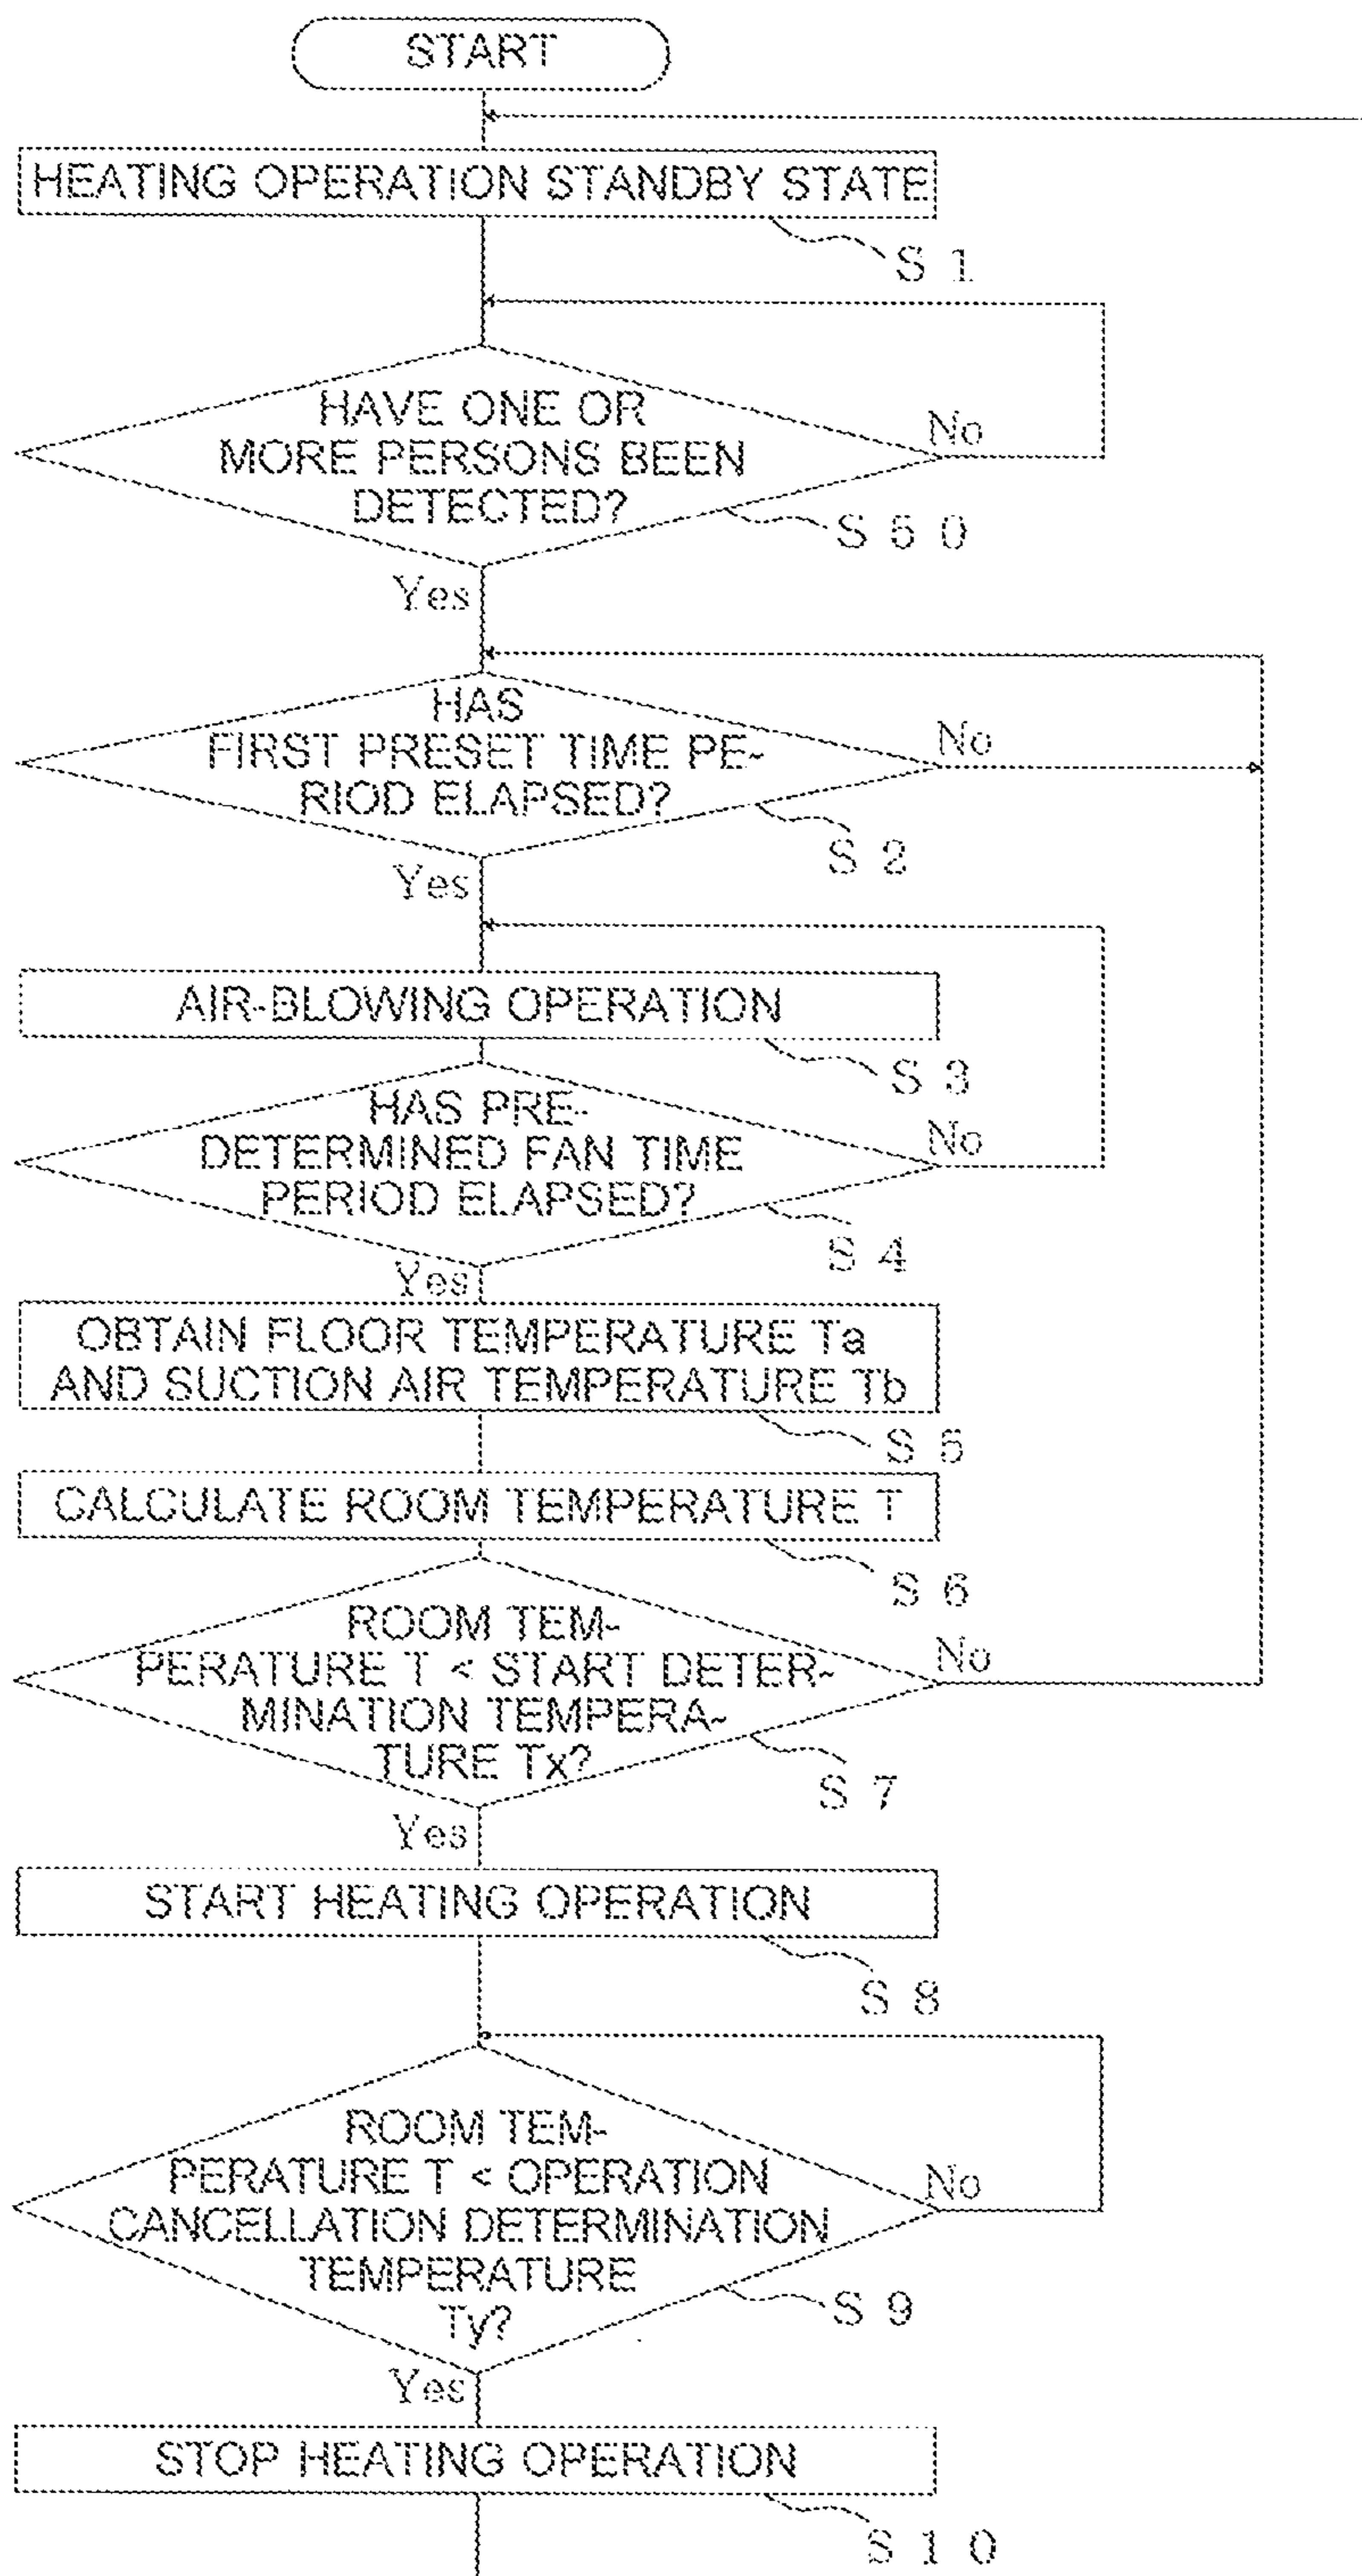 START
HEATING OPERATION STANDBY STATE
S 1
HAVE ONE OR
MORE PERSONS BEEN
DETECTED?
No
S 6 0
Yes
HAS
FIRST PRESET TIME PE-
RIOD ELAPSED?
No
S 2
Yes
AIR-BLOWING OPERATION
S 3
HAS PRE-
DETERMINED FAN TIME
PERIOD ELAPSED?
No
S 4
Yes
OBTAIN FLOOR TEMPERATURE Ta
AND SUCTION AIR TEMPERATURE Tb
S 5
CALCULATE ROOM TEMPERATURE T
S 6
ROOM TEM-
PERATURE T < START DETER-
MINATION TEMPERA-
TURE Tx?
No
S 7
Yes
START HEATING OPERATION
S 8
ROOM TEM-
PERATURE T < OPERATION
CANCELLATION DETERMINATION
TEMPERATURE
Ty?
No
S 9
Yes
STOP HEATING OPERATION
S 1 0